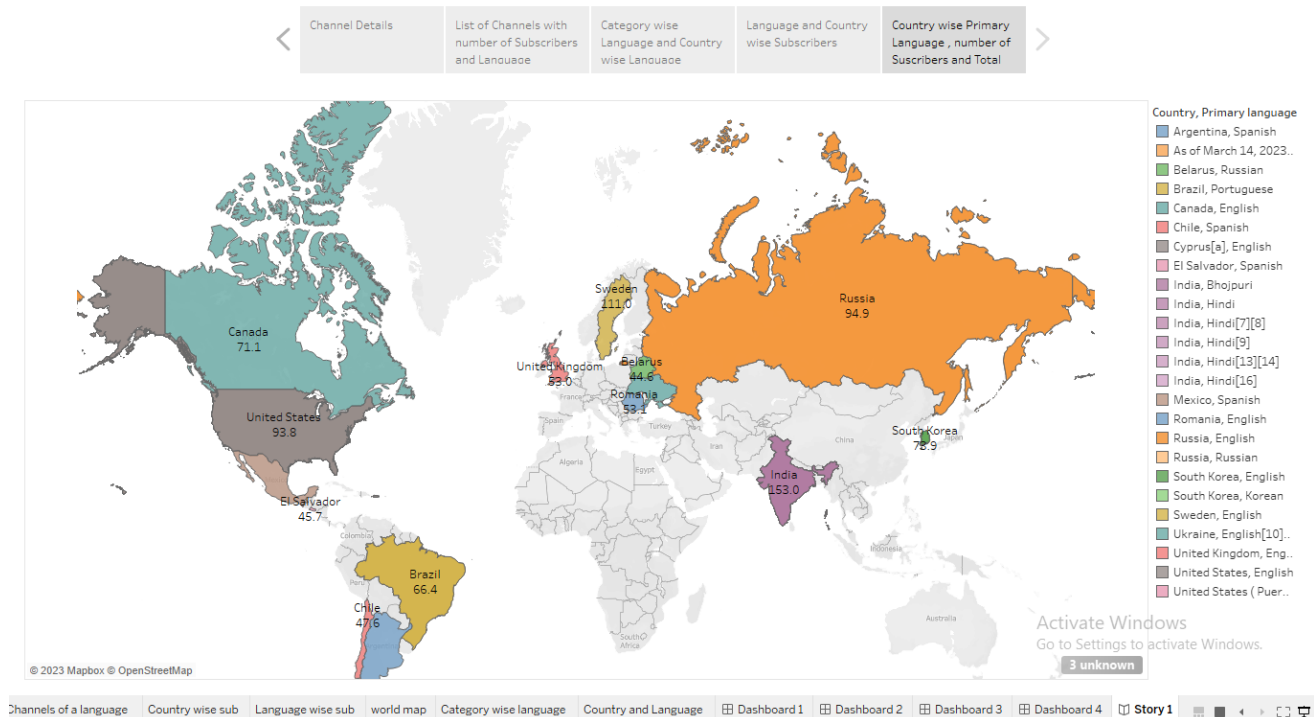 Channel Details
List of Channels with
number of Subscribers
and Language
Category wise
Language and Country
wise Language
Language and Country
wise Subscribers
Country wise Primary
Language , number of
Suscribers and Total
Country, Primary language
Argentina, Spanish
As of March 14, 2023..
Belarus, Russian
Brazil, Portuguese
Canada, English
Chile, Spanish
Cyprus[a], English
El Salvador, Spanish
India, Bhojpuri
India, Hindi
India, Hindi[7][8]
India, Hindi[9]
India, Hindi[13][14]
India, Hindi[16]
Mexico, Spanish
Romania, English
Russia, English
Russia, Russian
South Korea, English
South Korea, Korean
Sweden, English
Ukraine, English[10]..
United Kingdom, Eng..
United States, English
United States ( Puer..
Sweden
111.0
Russia
94.9
Canada
71.1
United Kingdom
53.0
Belarus
44.6
France
Romania
53.1
Spain
Turkey
United States
93.8
South Korea
73.9
Japan
China
Iran
Algeria
Egypt
India
153.0
El Salvador
45.7
Colombia
Indonesia
Brazil
66.4
Peru
Chile
47.6
Australia
South
Africa
Activate Windows
Go to Settings to activate Windows.
3 unknown
© 2023 Mapbox © OpenStreetMap
Channels of a language
Country wise sub
Language wise sub
world map
Category wise language
Country and Language
Dashboard 1
Dashboard 2
Dashboard 3
Dashboard 4
Story 1